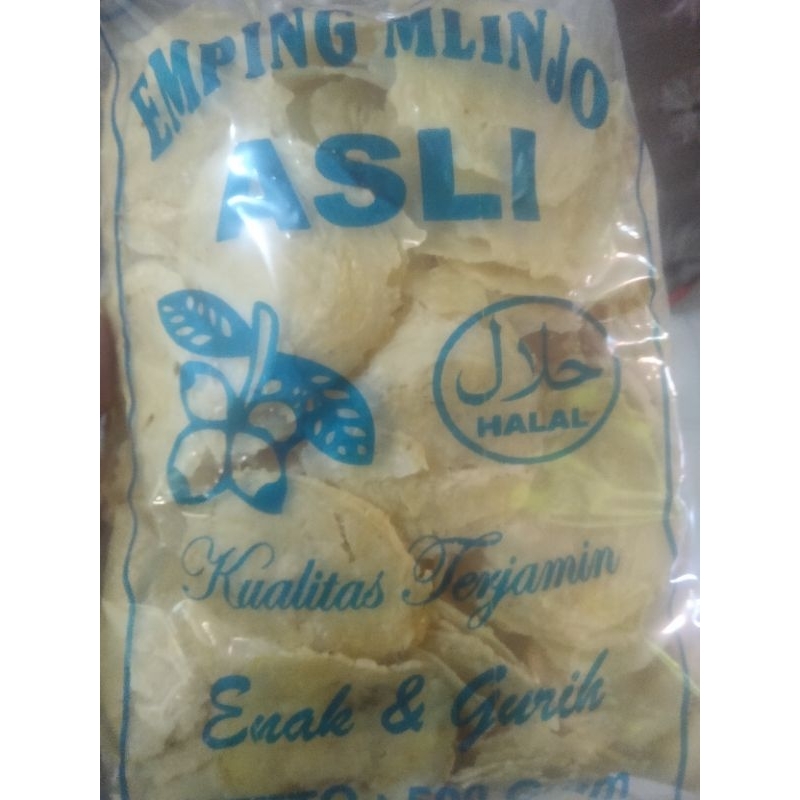 EMPING MLINJO
ASLI
حلال
HALAL
Kualitas Terjamin
Enak & Gurih